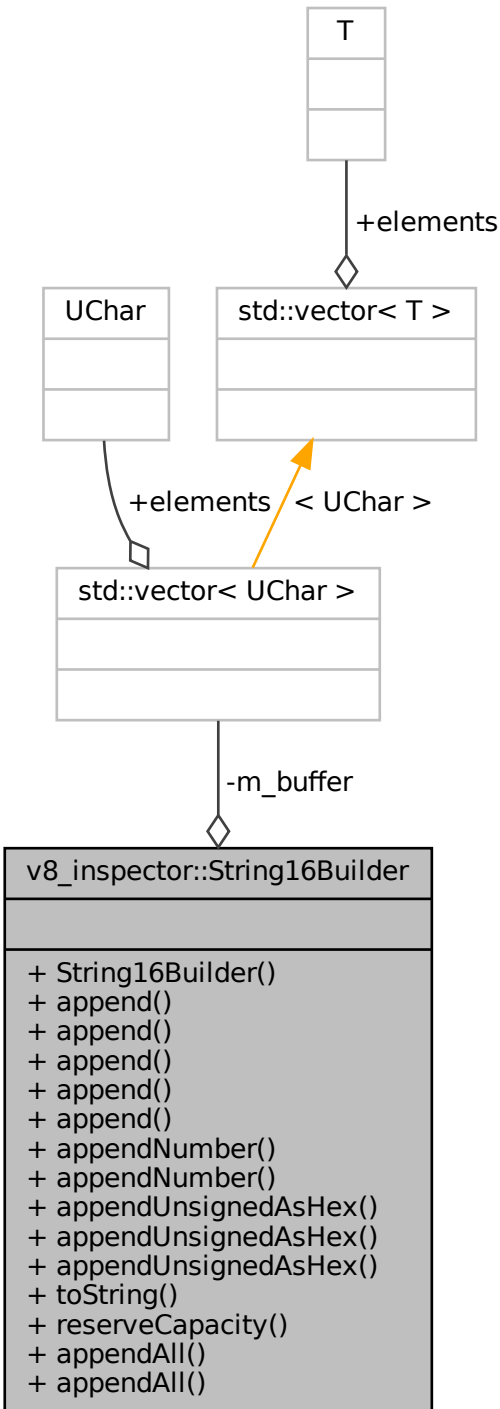 T
+elements
UChar
std::vector< T >
+elements
< UChar >
std::vector< UChar >
-m_buffer
v8_inspector::String16Builder
+ String16Builder()
+ append()
+ append()
+ append()
+ append()
+ append()
+ appendNumber()
+ appendNumber()
+ appendUnsignedAsHex()
+ appendUnsignedAsHex()
+ appendUnsignedAsHex()
+ toString()
+ reserveCapacity()
+ appendAll()
+ appendAll()